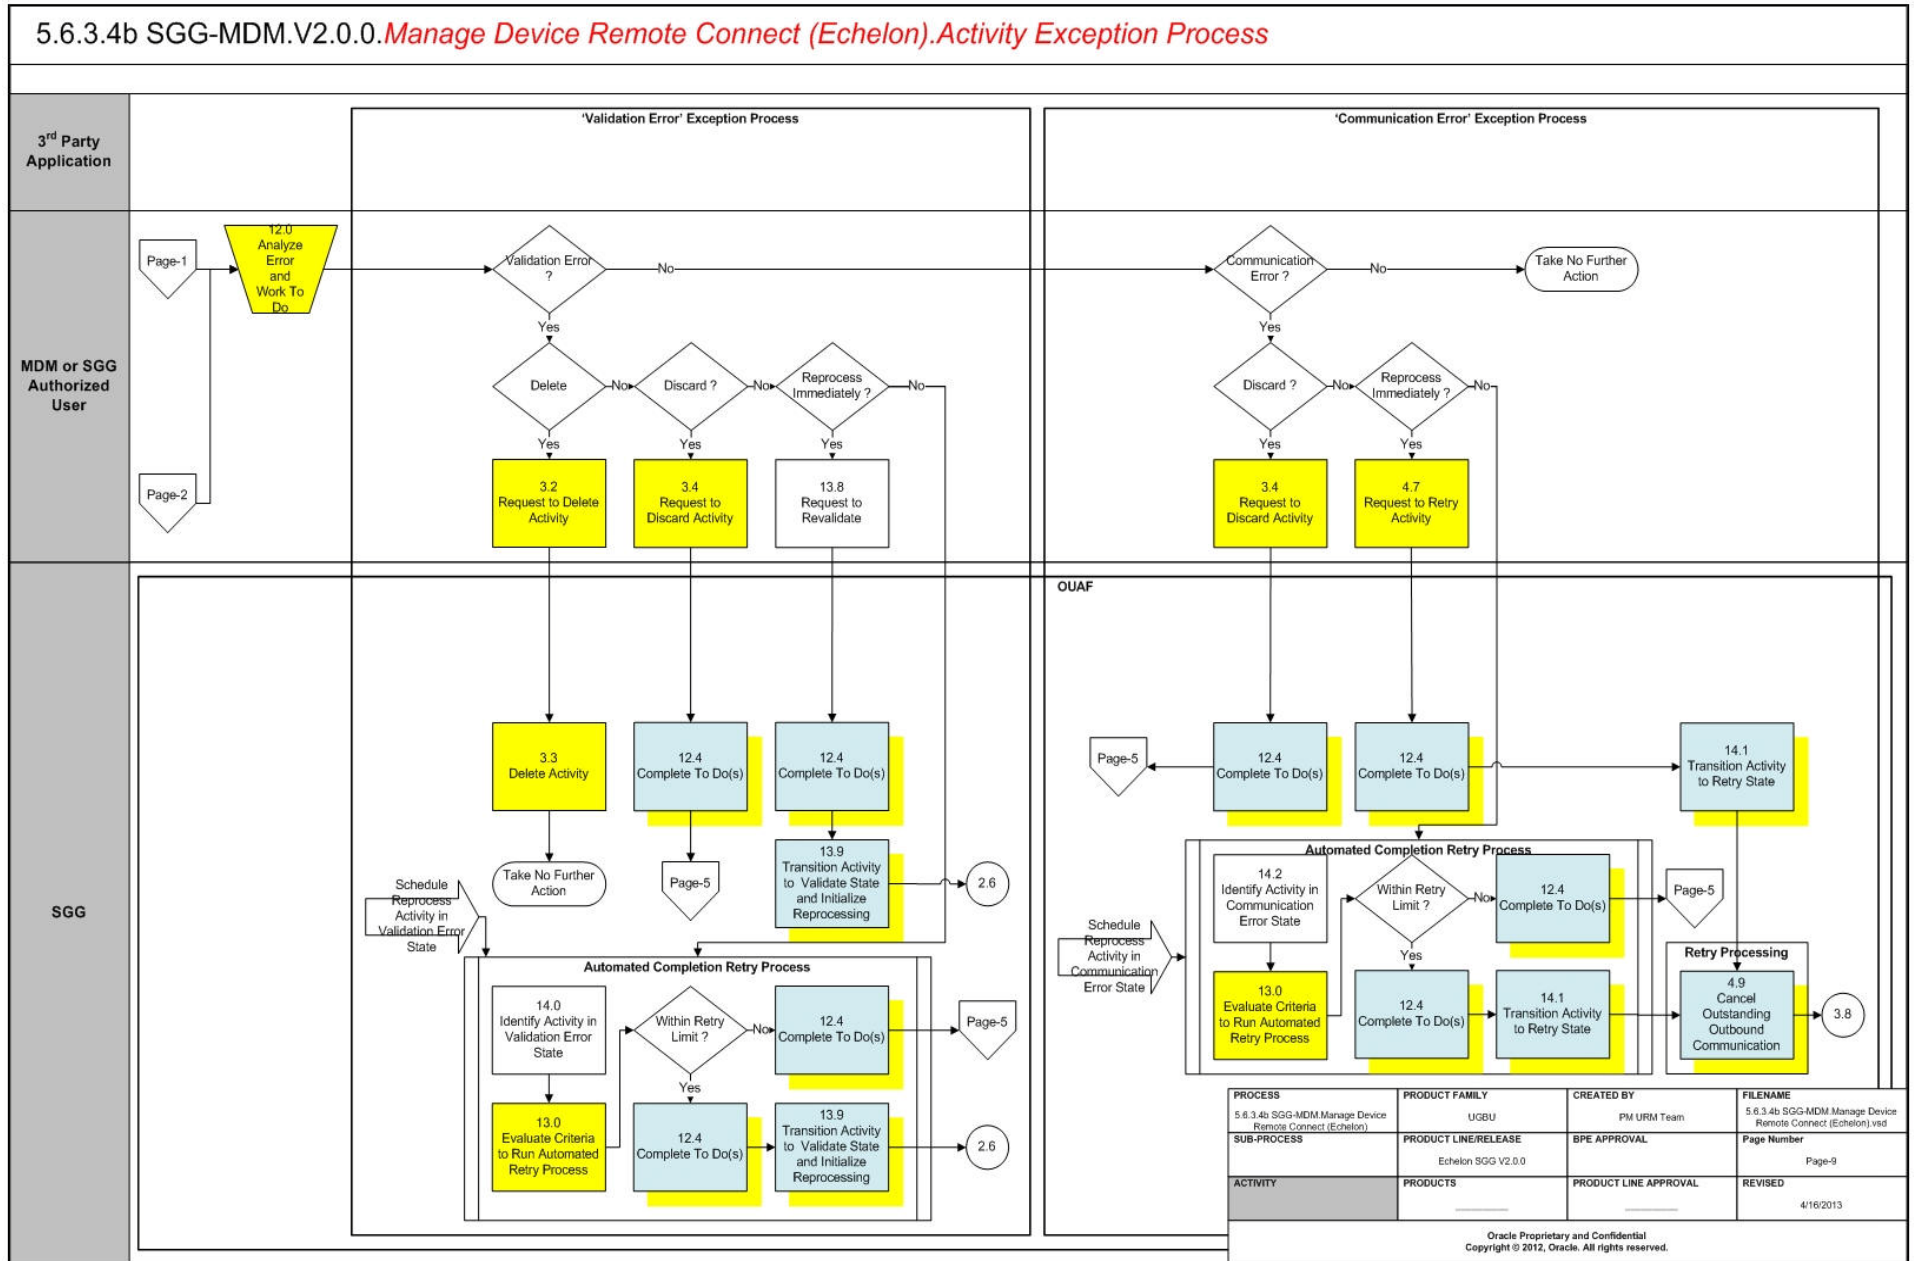 5.6.3.4b SGG-MDM.V2.0.0.Manage Device Remote Connect (Echelon).Activity Exception Process
3rd Party
Application
'Validation Error' Exception Process
'Communication Error' Exception Process
MDM or SGG
Authorized
User
Page-1
12.0
Analyze
Error
and
Work To
Do
Validation Error
?
No
Communication
Error ?
No
Take No Further
Action
Yes
Yes
Delete
No
Discard ?
No
Reprocess
Immediately ?
No
Discard ?
No
Reprocess
Immediately ?
No
Yes
Yes
Yes
Yes
Yes
Page-2
3.2
Request to Delete
Activity
3.4
Request to
Discard Activity
13.8
Request to
Revalidate
3.4
Request to
Discard Activity
4.7
Request to Retry
Activity
SGG
OUAF
3.3
Delete Activity
12.4
Complete To Do(s)
12.4
Complete To Do(s)
Page-5
12.4
Complete To Do(s)
12.4
Complete To Do(s)
14.1
Transition Activity
to Retry State
Take No Further
Action
Page-5
13.9
Transition Activity
to Validate State
and Initialize
Reprocessing
2.6
Schedule
Reprocess
Activity in
Validation Error
State
Automated Completion Retry Process
14.0
Identify Activity in
Validation Error
State
Within Retry
Limit ?
No
12.4
Complete To Do(s)
Page-5
Yes
13.0
Evaluate Criteria
to Run Automated
Retry Process
12.4
Complete To Do(s)
13.9
Transition Activity
to Validate State
and Initialize
Reprocessing
2.6
Schedule
Reprocess
Activity in
Communication
Error State
Automated Completion Retry Process
14.2
Identify Activity in
Communication
Error State
Within Retry
Limit ?
No
12.4
Complete To Do(s)
Page-5
Yes
13.0
Evaluate Criteria
to Run Automated
Retry Process
12.4
Complete To Do(s)
14.1
Transition Activity
to Retry State
Retry Processing
4.9
Cancel
Outstanding
Outbound
Communication
3.8
PROCESS
5.6.3.4b SGG-MDM.Manage Device
Remote Connect (Echelon)
PRODUCT FAMILY
UGBU
CREATED BY
PM URM Team
FILENAME
5.6.3.4b SGG-MDM.Manage Device
Remote Connect (Echelon).vsd
SUB-PROCESS
PRODUCT LINE/RELEASE
Echelon SGG V2.0.0
BPE APPROVAL
Page Number
Page-9
ACTIVITY
PRODUCTS
PRODUCT LINE APPROVAL
REVISED
4/16/2013
Oracle Proprietary and Confidential
Copyright © 2012, Oracle. All rights reserved.